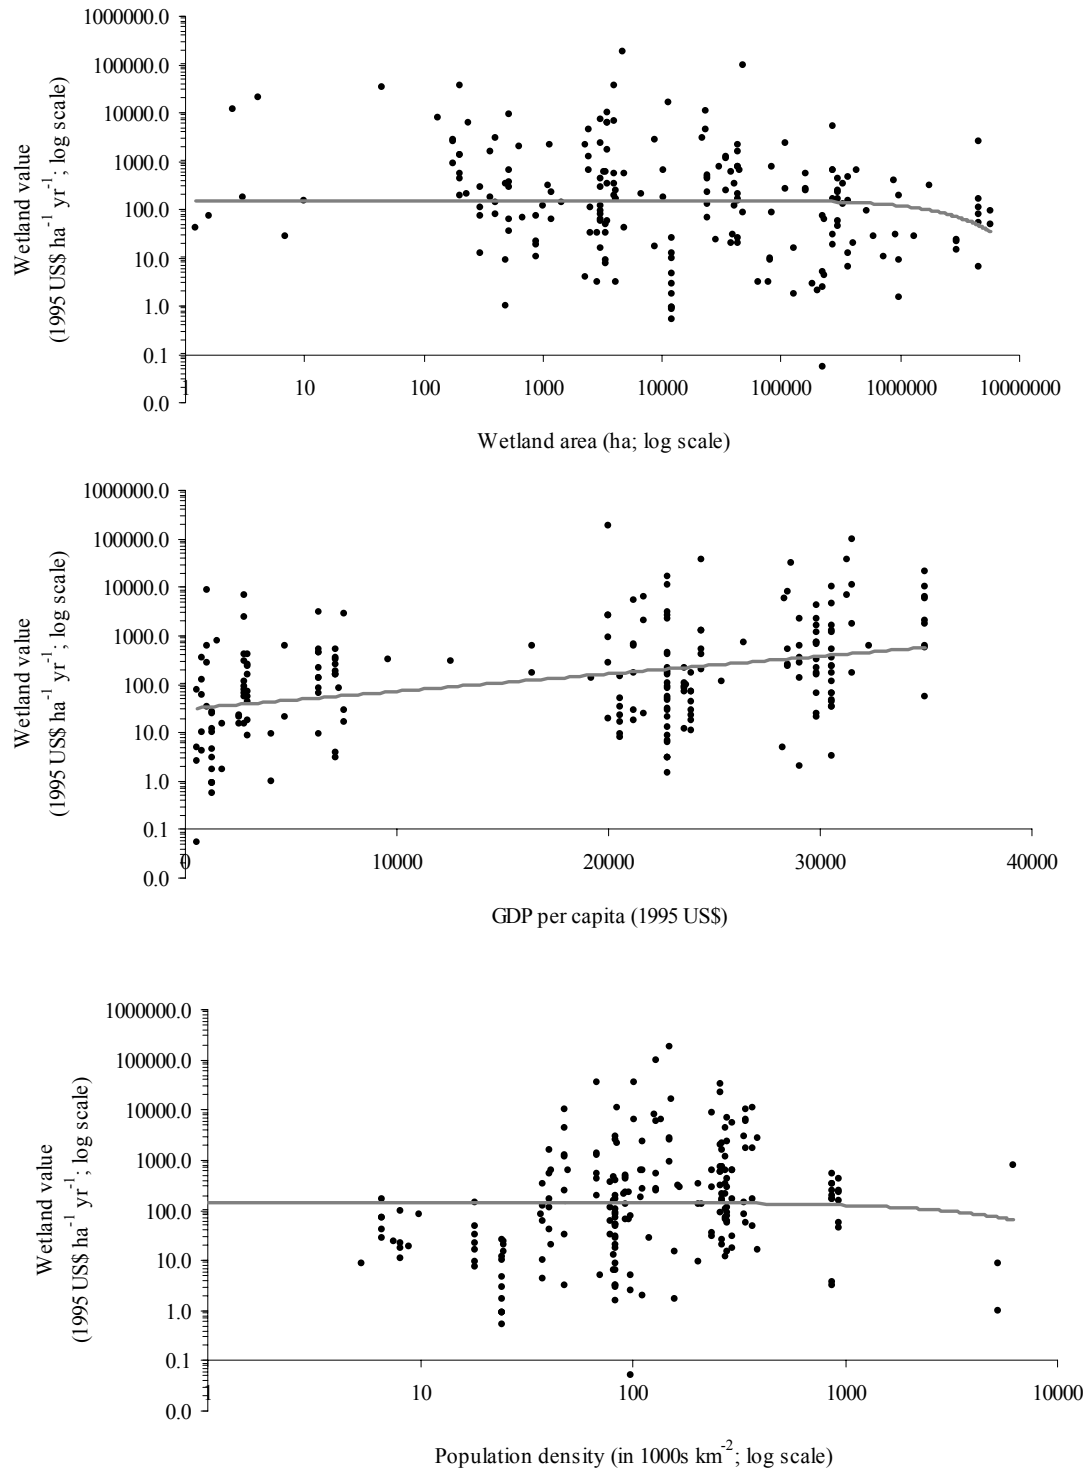 1000000.0
100000.0
10000.0
1000.0
100.0
10.0
1.0
0.1
0.0
Wetland value
(1995 US$ ha⁻¹ yr⁻¹; log scale)
1 10 100 1000 10000 100000 1000000 10000000
Wetland area (ha; log scale)
1000000.0
100000.0
10000.0
1000.0
100.0
10.0
1.0
0.1
0.0
Wetland value
(1995 US$ ha⁻¹ yr⁻¹; log scale)
0 10000 20000 30000 40000
GDP per capita (1995 US$)
1000000.0
100000.0
10000.0
1000.0
100.0
10.0
1.0
0.1
0.0
Wetland value
(1995 US$ ha⁻¹ yr⁻¹; log scale)
1 10 100 1000 10000
Population density (in 1000s km⁻²; log scale)